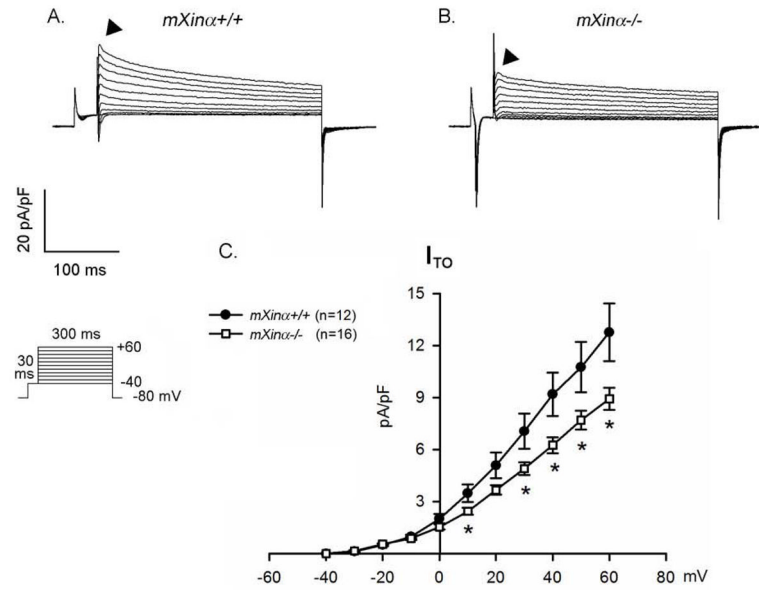 A.
mXinα+/+
B.
mXinα-/-
20 pA/pF
100 ms
300 ms
+60
30
ms
-40
-80 mV
C.
ITO
mXinα+/+ (n=12)
mXinα-/- (n=16)
pA/pF
15
12
9
6
3
*
*
*
*
*
-60
-40
-20
0
20
40
60
80
mV